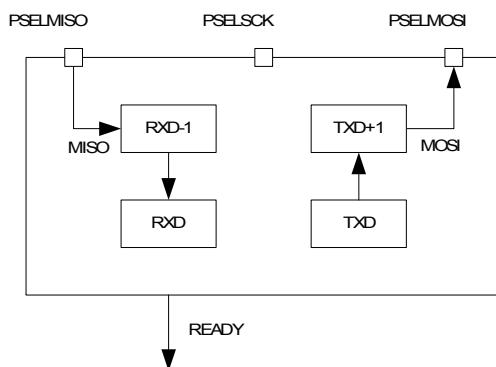 PSELMISO PSELSCK PSELMOSI
RXD-1 TXD+1
MISO MOSI
RXD TXD
READY